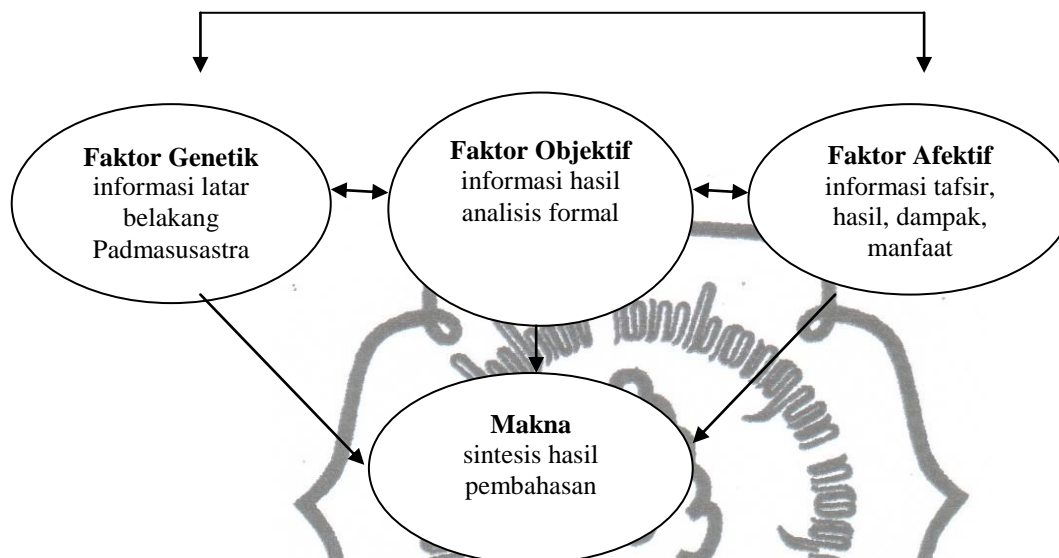 Faktor Genetik
informasi latar
belakang
Padmasusastra
Faktor Objektif
informasi hasil
analisis formal
Faktor Afektif
informasi tafsir,
hasil, dampak,
manfaat
Makna
sintesis hasil
pembahasan